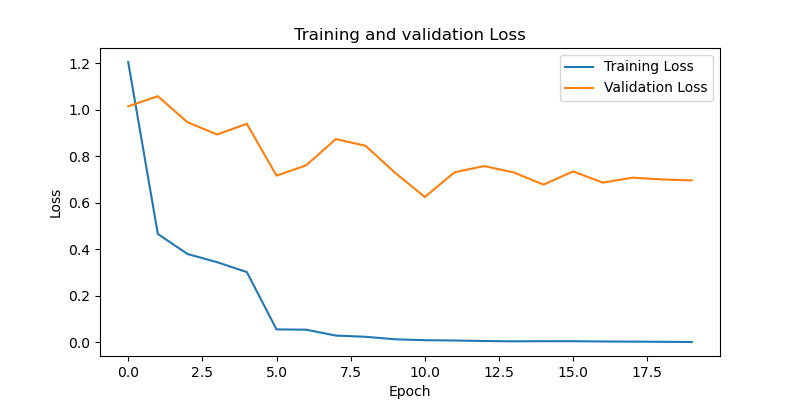 Training and validation Loss
Training Loss
Validation Loss
1.2
1.0
0.8
0.6
0.4
0.2
0.0
Loss
0.0 2.5 5.0 7.5 10.0 12.5 15.0 17.5
Epoch